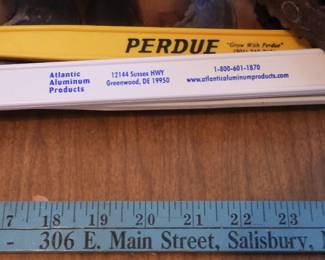 PERDUE
"Grow With Perdue"
Atlantic
Aluminum
Products
12144 Sussex HWY
Greenwood, DE 19950
1-800-601-1870
www.atlanticaluminumproducts.com
7 18 19 20 21 22 23
306 E. Main Street, Salisbury,